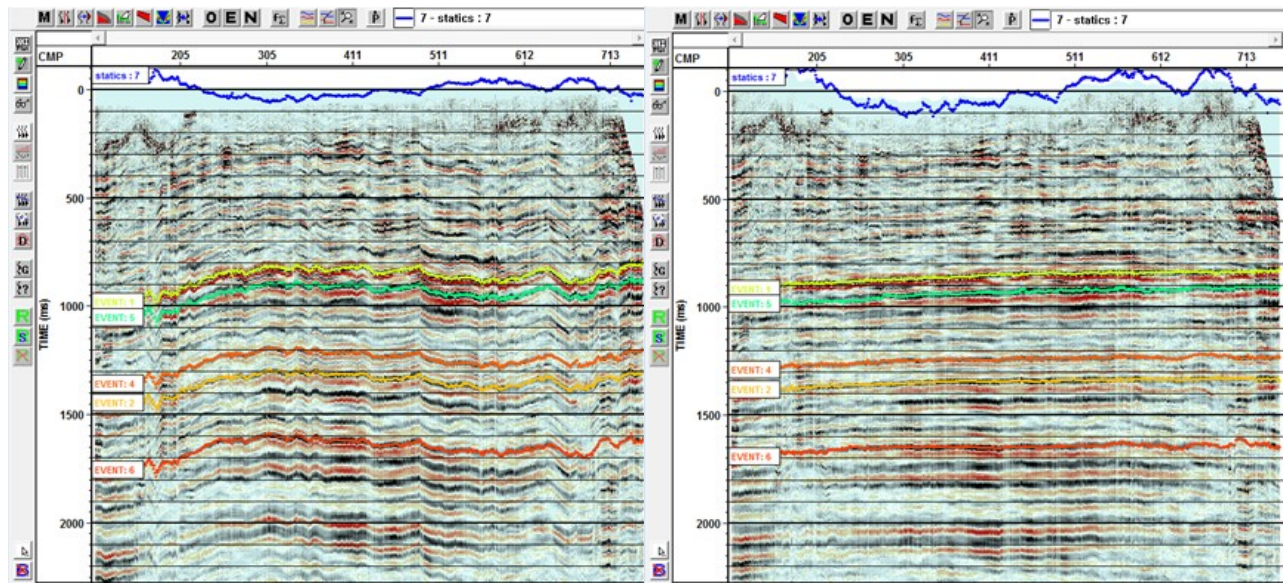 M O E N FΣ P 7 - statics : 7
CMP 205 305 411 511 612 713
statics : 7
0
500
EVENT: 1
1000
EVENT: 5
TIME (ms)
EVENT: 4
EVENT: 2
1500
EVENT: 6
2000
D
G
?
R
S
B
M O E N FΣ P 7 - statics : 7
CMP 205 305 411 511 612 713
statics : 7
0
500
EVENT: 1
1000
EVENT: 5
TIME (ms)
EVENT: 4
EVENT: 2
1500
EVENT: 6
2000
D
G
?
R
S
B